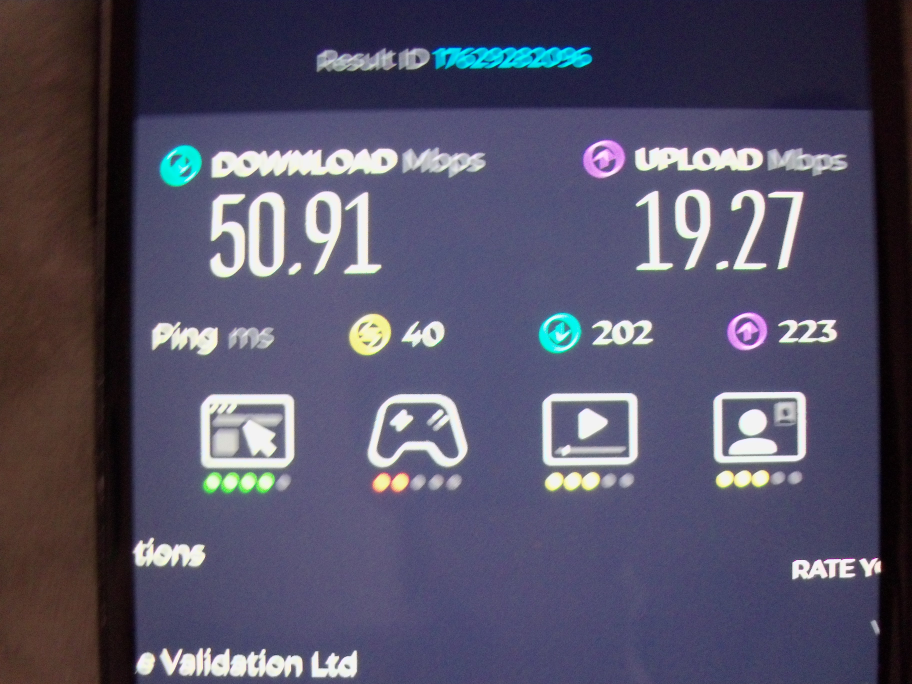 Result ID 17629282096
DOWNLOAD Mbps
UPLOAD Mbps
50.91
19.27
Ping ms 40 202 223
tions
RATE Y
e Validation Ltd